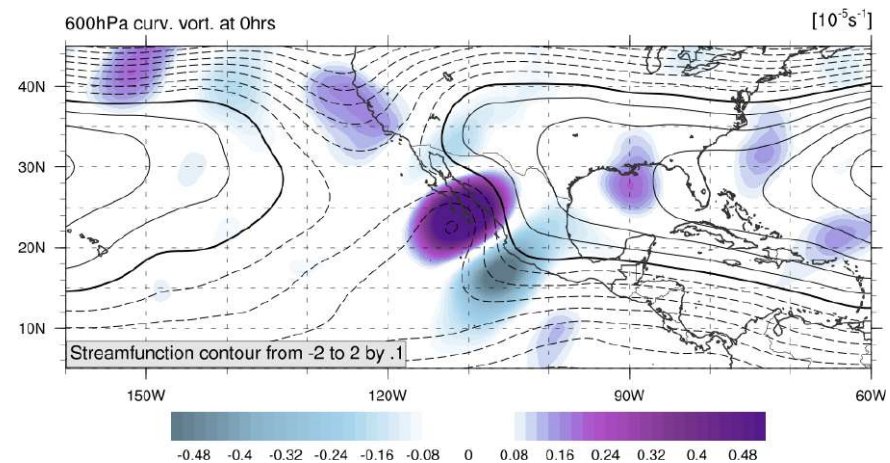 600hPa curv. vort. at 0hrs
[10⁻⁵s⁻¹]
40N
30N
20N
10N
Streamfunction contour from -2 to 2 by .1
150W 120W 90W 60W
-0.48 -0.4 -0.32 -0.24 -0.16 -0.08 0 0.08 0.16 0.24 0.32 0.4 0.48